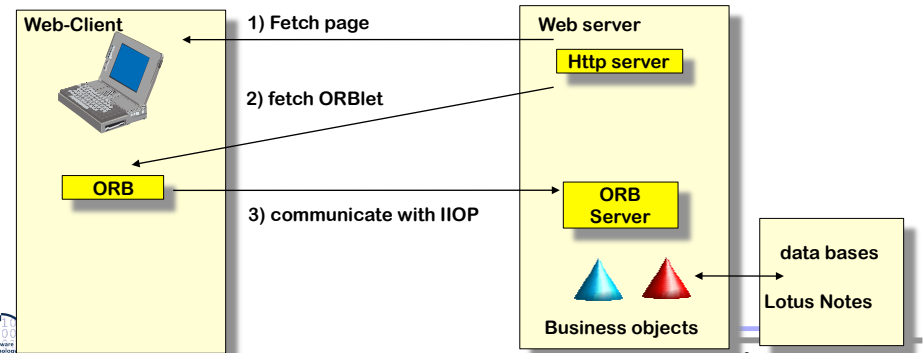 Web-Client
1) Fetch page
Web server
Http server
2) fetch ORBlet
ORB
3) communicate with IIOP
ORB
Server
data bases
Lotus Notes
Business objects